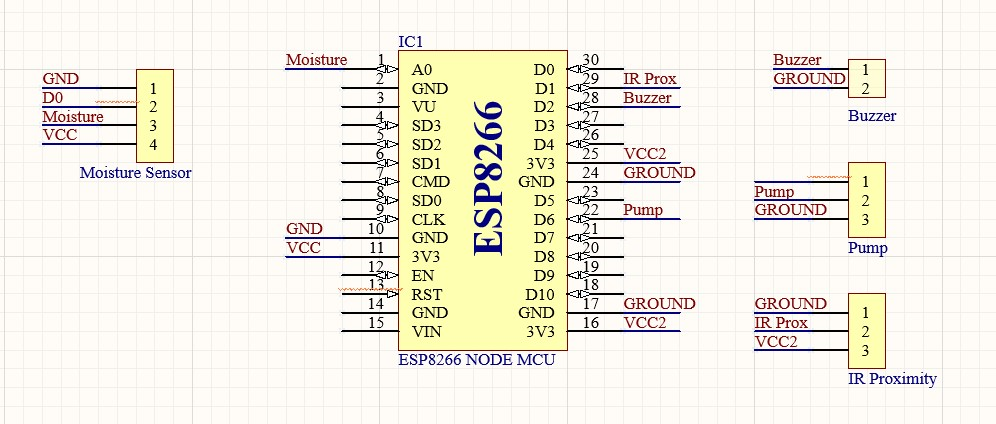 GND 1
D0 2
Moisture 3
VCC 4
Moisture Sensor
IC1
ESP8266
Moisture 1 A0
2 GND
3 VU
4 SD3
5 SD2
6 SD1
7 CMD
8 SD0
9 CLK
GND 10 GND
VCC 11 3V3
12 EN
13 RST
14 GND
15 VIN
D0 30
D1 29 IR Prox
D2 28 Buzzer
D3 27
D4 26
3V3 25 VCC2
GND 24 GROUND
D5 23
D6 22 Pump
D7 21
D8 20
D9 19
D10 18
GND 17 GROUND
3V3 16 VCC2
ESP8266 NODE MCU
Buzzer 1
GROUND 2
Buzzer
1
Pump 2
GROUND 3
Pump
GROUND 1
IR Prox 2
VCC2 3
IR Proximity